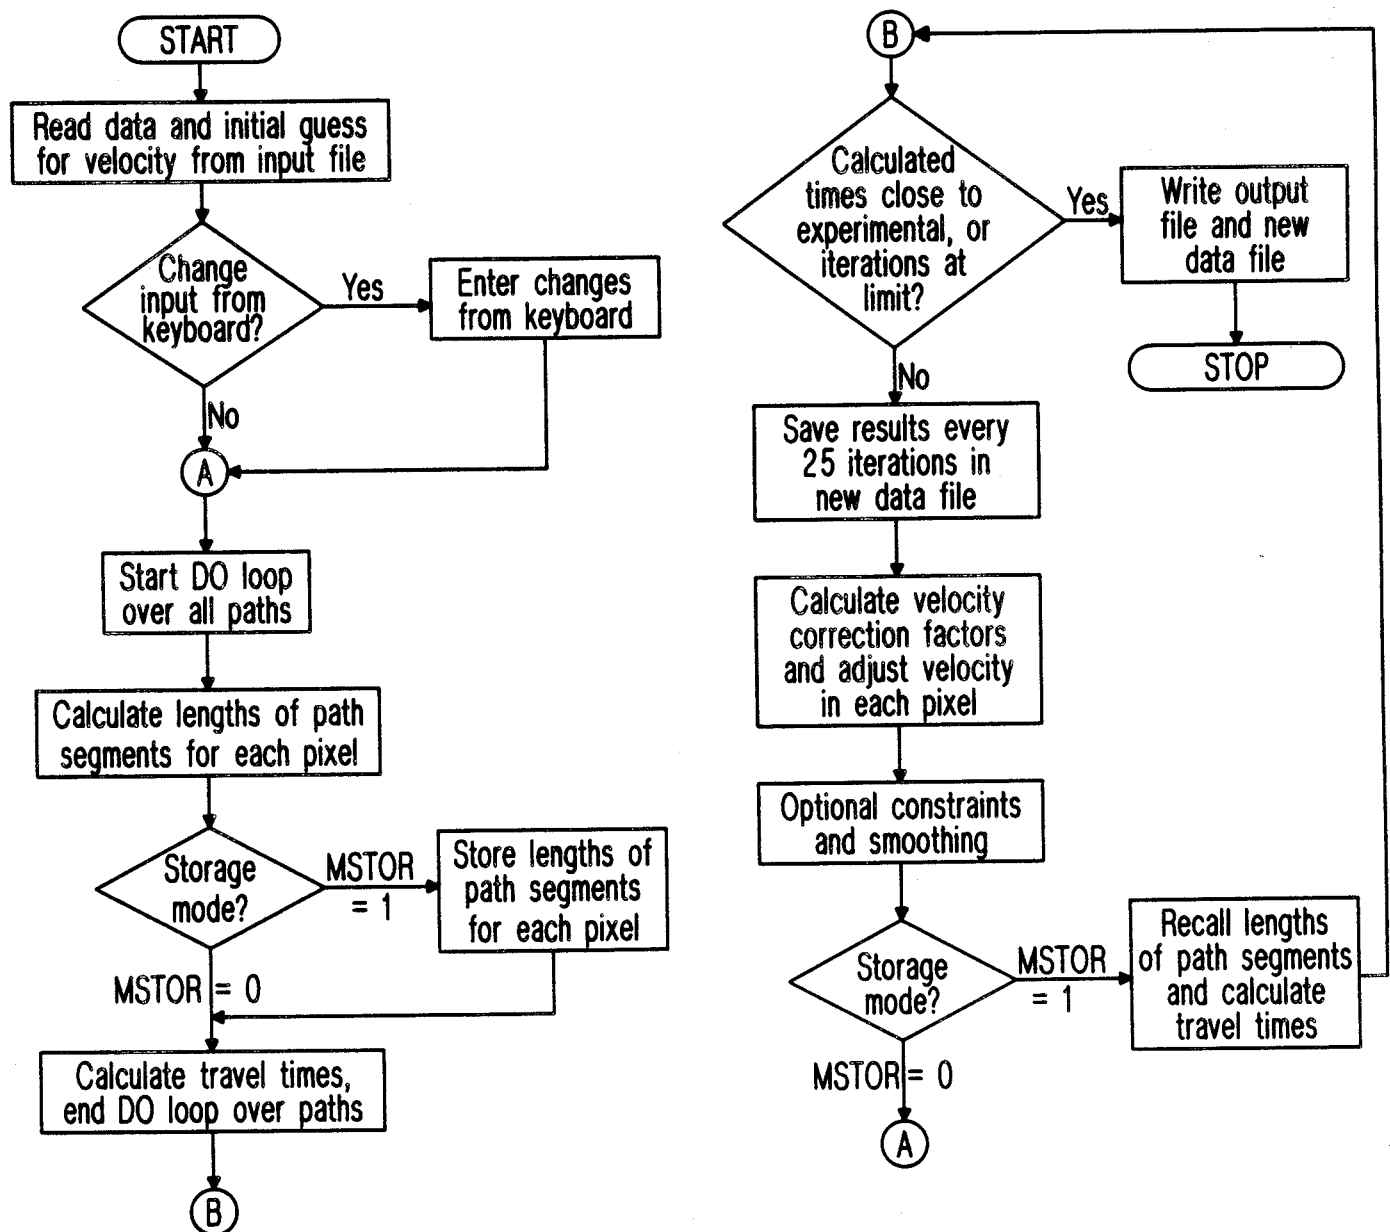 START
Read data and initial guess
for velocity from input file
Change
input from
keyboard?
Yes
Enter changes
from keyboard
No
A
Start DO loop
over all paths
Calculate lengths of path
segments for each pixel
Storage
mode?
MSTOR
= 1
Store lengths of
path segments
for each pixel
MSTOR = 0
Calculate travel times,
end DO loop over paths
B
B
Calculated
times close to
experimental, or
iterations at
limit?
Yes
Write output
file and new
data file
STOP
No
Save results every
25 iterations in
new data file
Calculate velocity
correction factors
and adjust velocity
in each pixel
Optional constraints
and smoothing
Storage
mode?
MSTOR
= 1
Recall lengths
of path segments
and calculate
travel times
MSTOR = 0
A